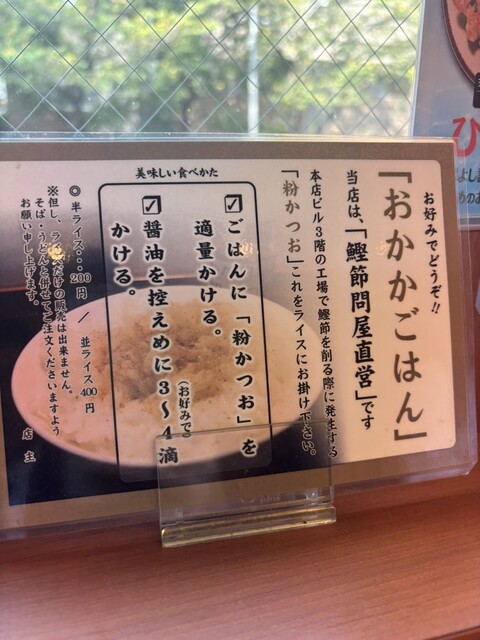 お好みでどうぞ!!
「おかかごはん」
当店は、「鰹節問屋直営」です
本店ビル3階の工場で鰹節を削る際に発生する
「粉かつお」これをライスにお掛け下さい。
美味しい食べかた
☑ごはんに「粉かつお」を
適量かける。
(お好みで)
☑醤油を控えめに3〜4滴
かける。
◎半ライス・・・200円 / 並ライス400円
※但し、ライスだけの販売は出来ません。
そば・うどんと併せてご注文くださいますよう
お願い申し上げます。
店主
ひ